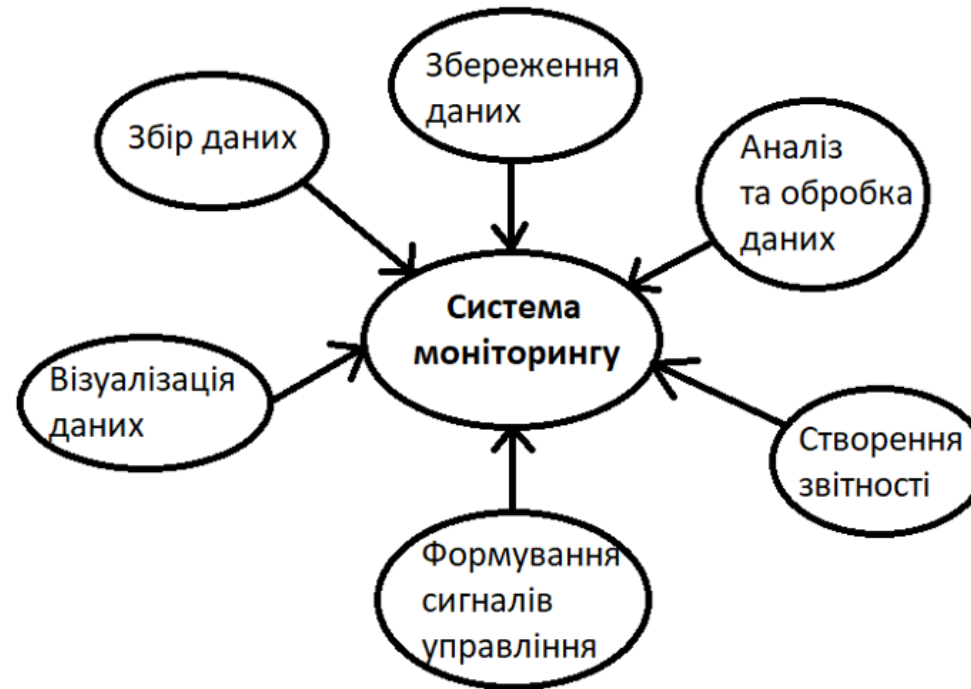 Збереження
даних
Збір даних
Аналіз
та обробка
даних
Система
моніторингу
Візуалізація
даних
Створення
звітності
Формування
сигналів
управління